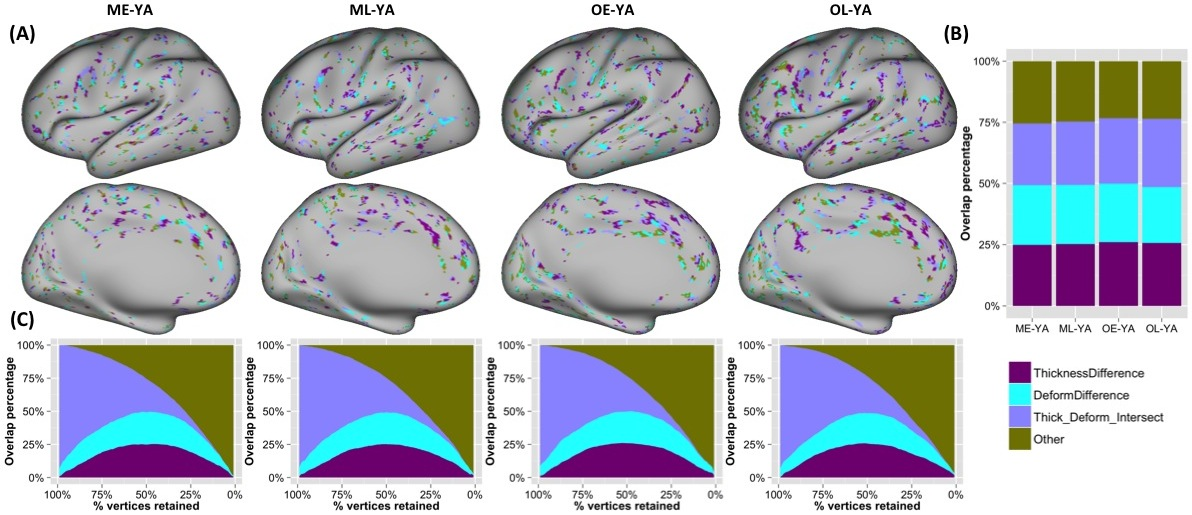 ME-YA
ML-YA
OE-YA
OL-YA
(A)
(B)
100%
75%
50%
25%
0%
Overlap percentage
ME-YA ML-YA OE-YA OL-YA
(C)
100%
75%
50%
25%
0%
Overlap percentage
100% 75% 50% 25% 0%
% vertices retained
100%
75%
50%
25%
0%
Overlap percentage
100% 75% 50% 25% 0%
% vertices retained
100%
75%
50%
25%
0%
Overlap percentage
100% 75% 50% 25% 0%
% vertices retained
100%
75%
50%
25%
0%
Overlap percentage
100% 75% 50% 25% 0%
% vertices retained
ThicknessDifference
DeformDifference
Thick_Deform_Intersect
Other